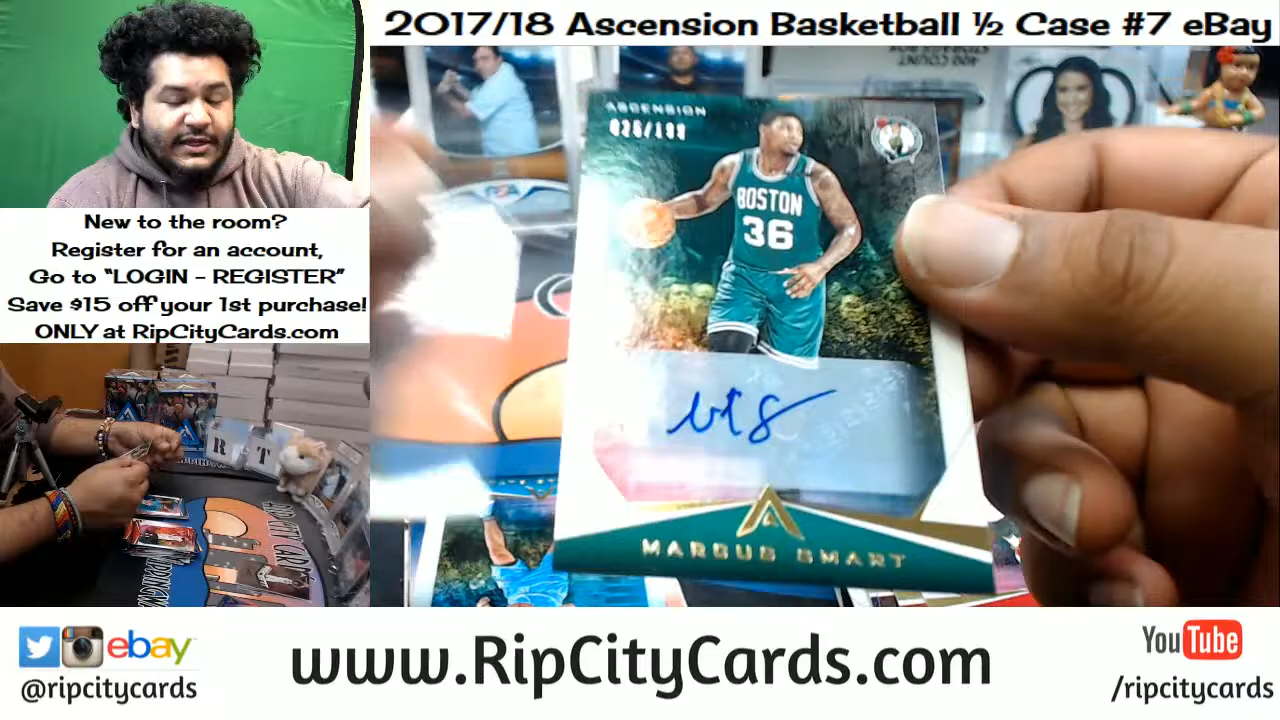 2017/18 Ascension Basketball ½ Case #7 eBay
New to the room?
Register for an account,
Go to “LOGIN - REGISTER”
Save $15 off your 1st purchase!
ONLY at RipCityCards.com
ASCENSION
BOSTON
36
MARCUS SMART
R T
ebay
@ripcitycards
www.RipCityCards.com
YouTube
/ripcitycards